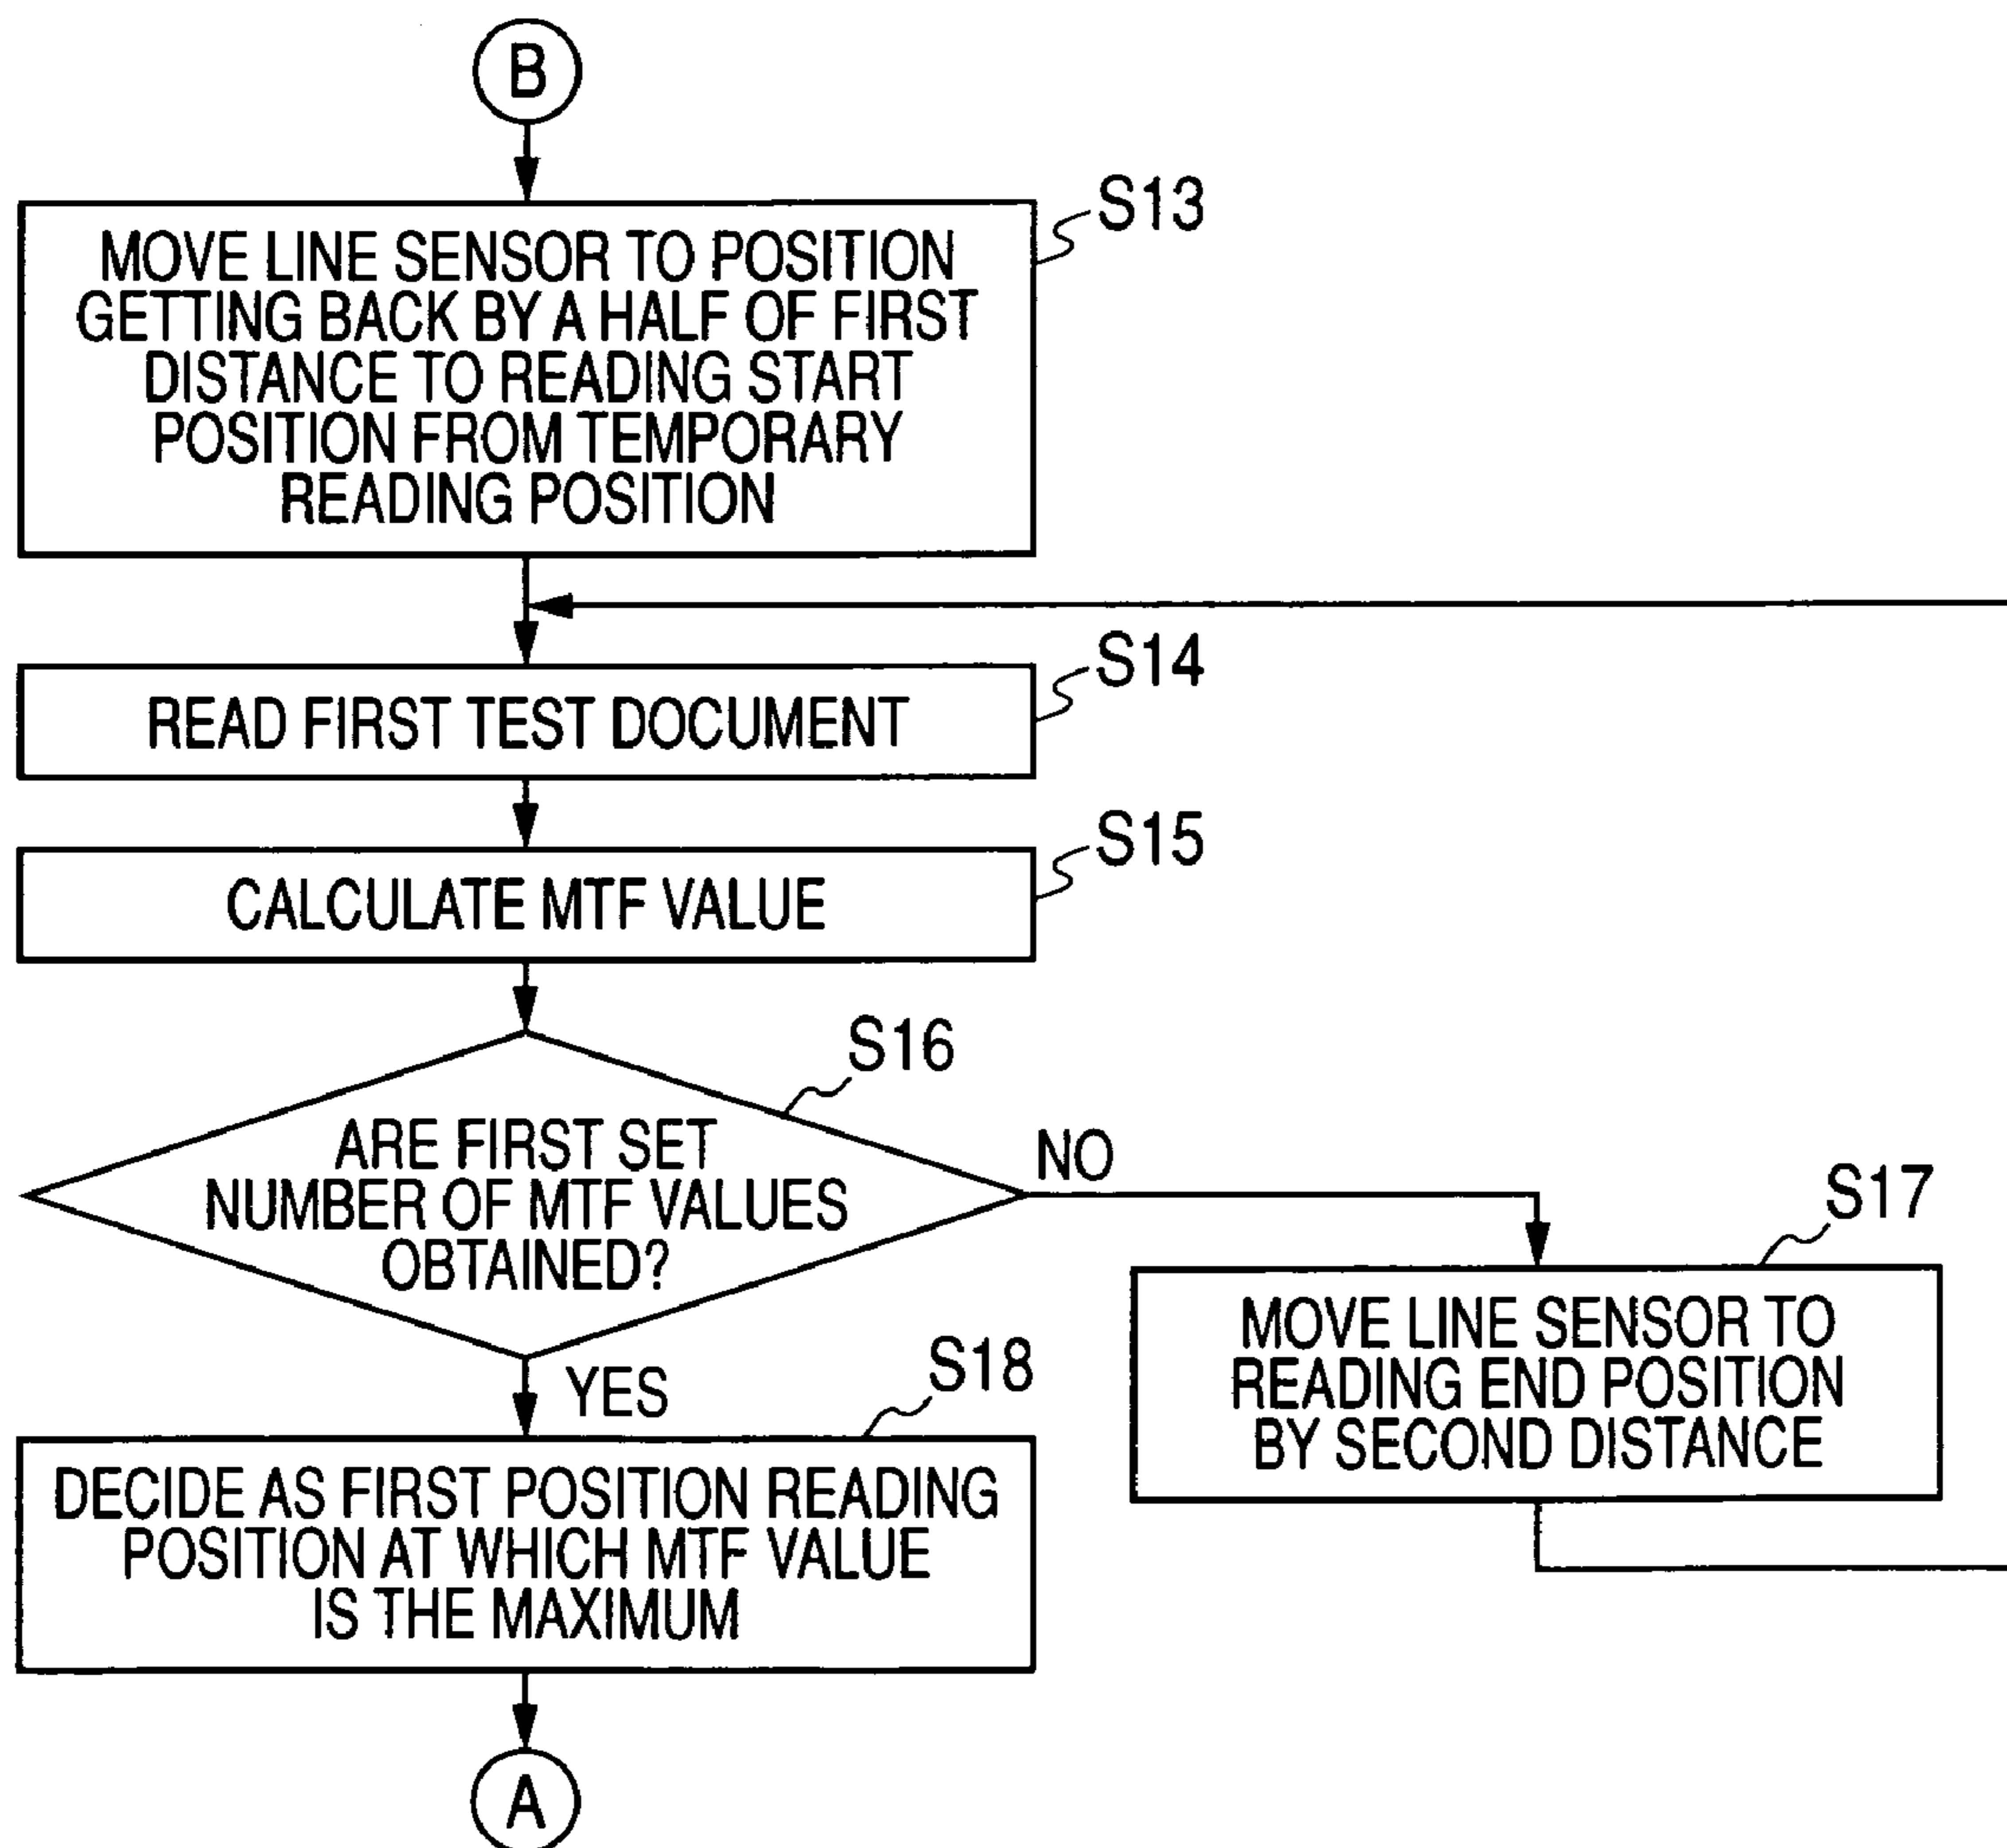 B
S13
MOVE LINE SENSOR TO POSITION
GETTING BACK BY A HALF OF FIRST
DISTANCE TO READING START
POSITION FROM TEMPORARY
READING POSITION
S14
READ FIRST TEST DOCUMENT
S15
CALCULATE MTF VALUE
S16
ARE FIRST SET
NUMBER OF MTF VALUES
OBTAINED?
NO
S17
MOVE LINE SENSOR TO
READING END POSITION
BY SECOND DISTANCE
YES
S18
DECIDE AS FIRST POSITION READING
POSITION AT WHICH MTF VALUE
IS THE MAXIMUM
A